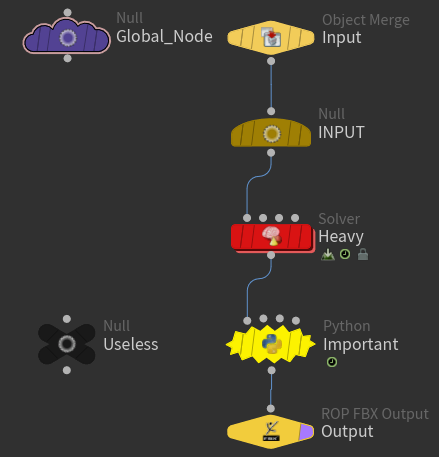 Null
Global_Node
Object Merge
Input
Null
INPUT
Solver
Heavy
Null
Useless
Python
Important
ROP FBX Output
Output